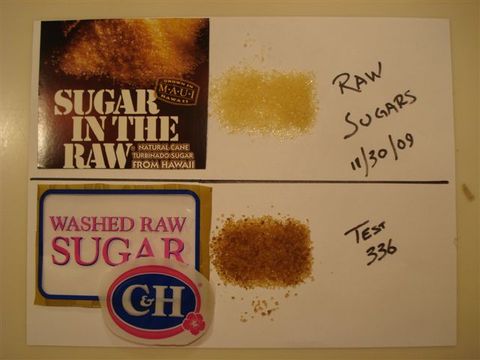 GROWN IN
MAUI
HAWAII
SUGAR
IN THE
RAW®
NATURAL CANE
TURBINADO SUGAR
FROM HAWAII
RAW
SUGARS
11/30/09
WASHED RAW
SUGAR
C&H
TEST
336